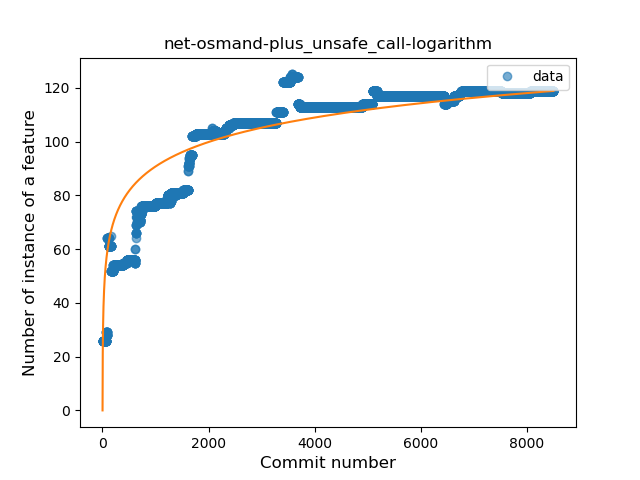 net-osmand-plus_unsafe_call-logarithm
data
Number of instance of a feature
120
100
80
60
40
20
0
0 2000 4000 6000 8000
Commit number